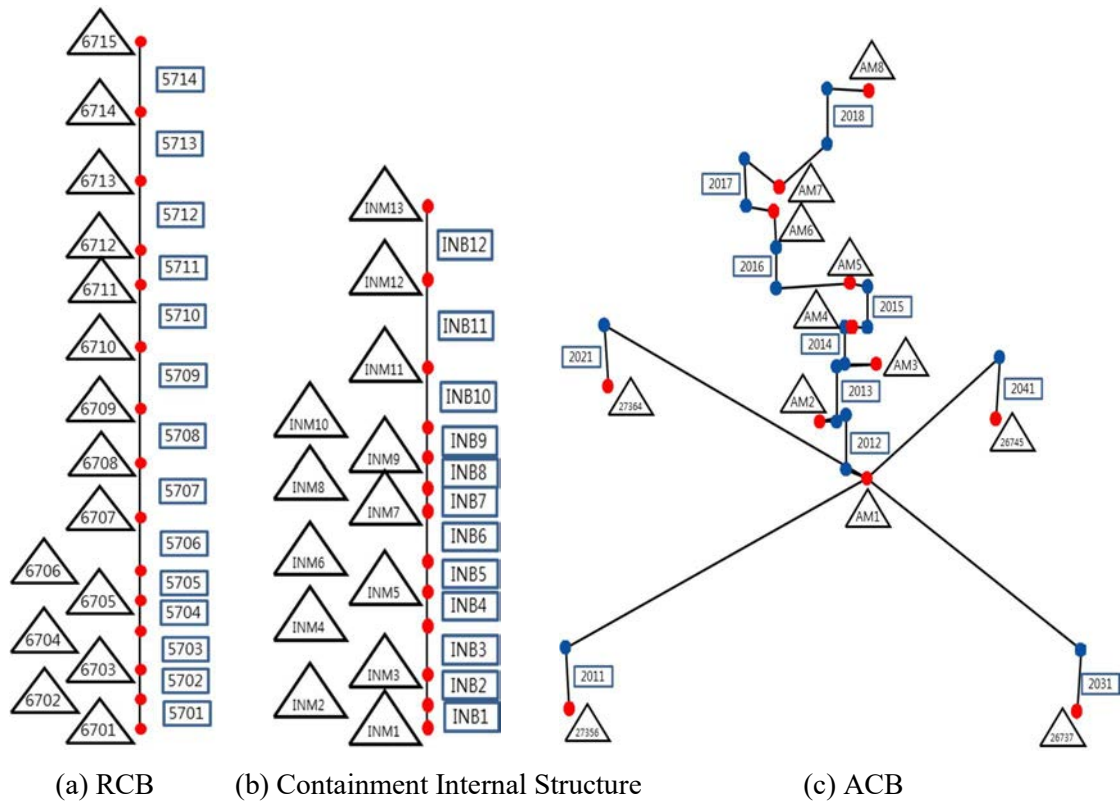 6715
5714
6714
5713
6713
5712
6712
5711
6711
5710
6710
5709
6709
5708
6708
5707
6707
5706
6706
5705
6705
5704
6704
5703
6703
5702
6702
5701
6701
INM13
INB12
INM12
INB11
INM11
INB10
INM10
INB9
INM9
INB8
INM8
INB7
INM7
INB6
INM6
INB5
INM5
INB4
INM4
INB3
INM3
INB2
INM2
INB1
INM1
AM8
2018
2017
AM7
AM6
2016
AM5
2015
AM4
2014
AM3
2013
AM2
2012
AM1
2021
27364
2041
26745
2011
27356
2031
26737
(a) RCB
(b) Containment Internal Structure
(c) ACB